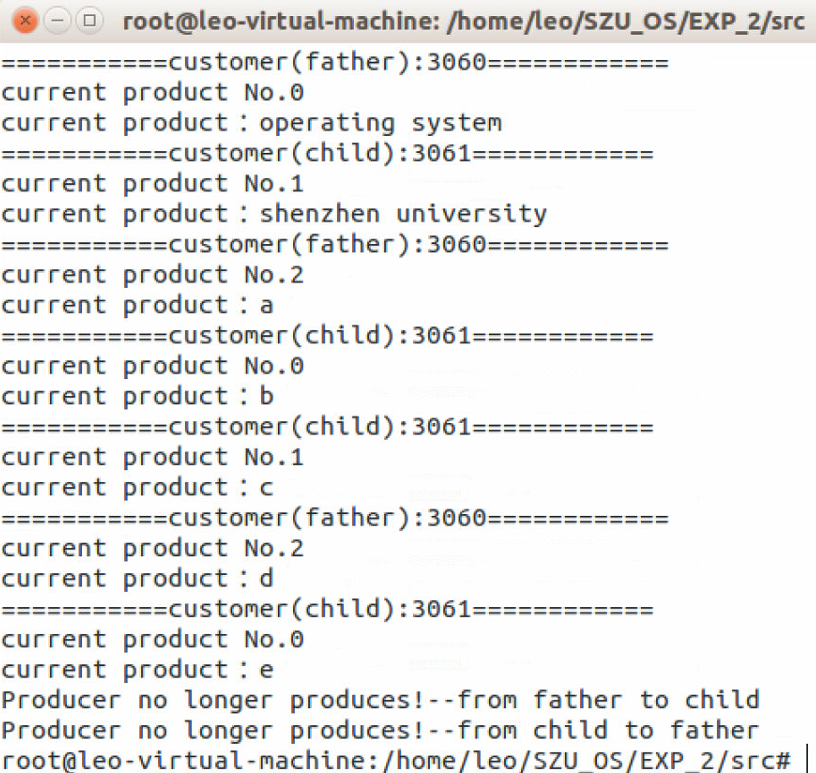 root@leo-virtual-machine: /home/leo/SZU_OS/EXP_2/src
===========customer(father):3060============
current product No.0
current product：operating system
===========customer(child):3061============
current product No.1
current product：shenzhen university
===========customer(father):3060============
current product No.2
current product：a
===========customer(child):3061============
current product No.0
current product：b
===========customer(child):3061============
current product No.1
current product：c
===========customer(father):3060============
current product No.2
current product：d
===========customer(child):3061============
current product No.0
current product：e
Producer no longer produces!--from father to child
Producer no longer produces!--from child to father
root@leo-virtual-machine:/home/leo/SZU_OS/EXP_2/src#